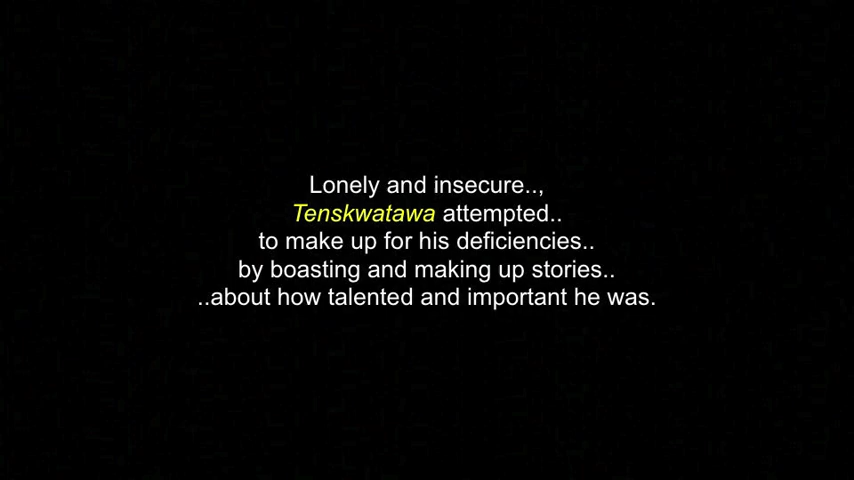 Lonely and insecure..,
Tenskwatawa attempted..
to make up for his deficiencies..
by boasting and making up stories..
..about how talented and important he was.